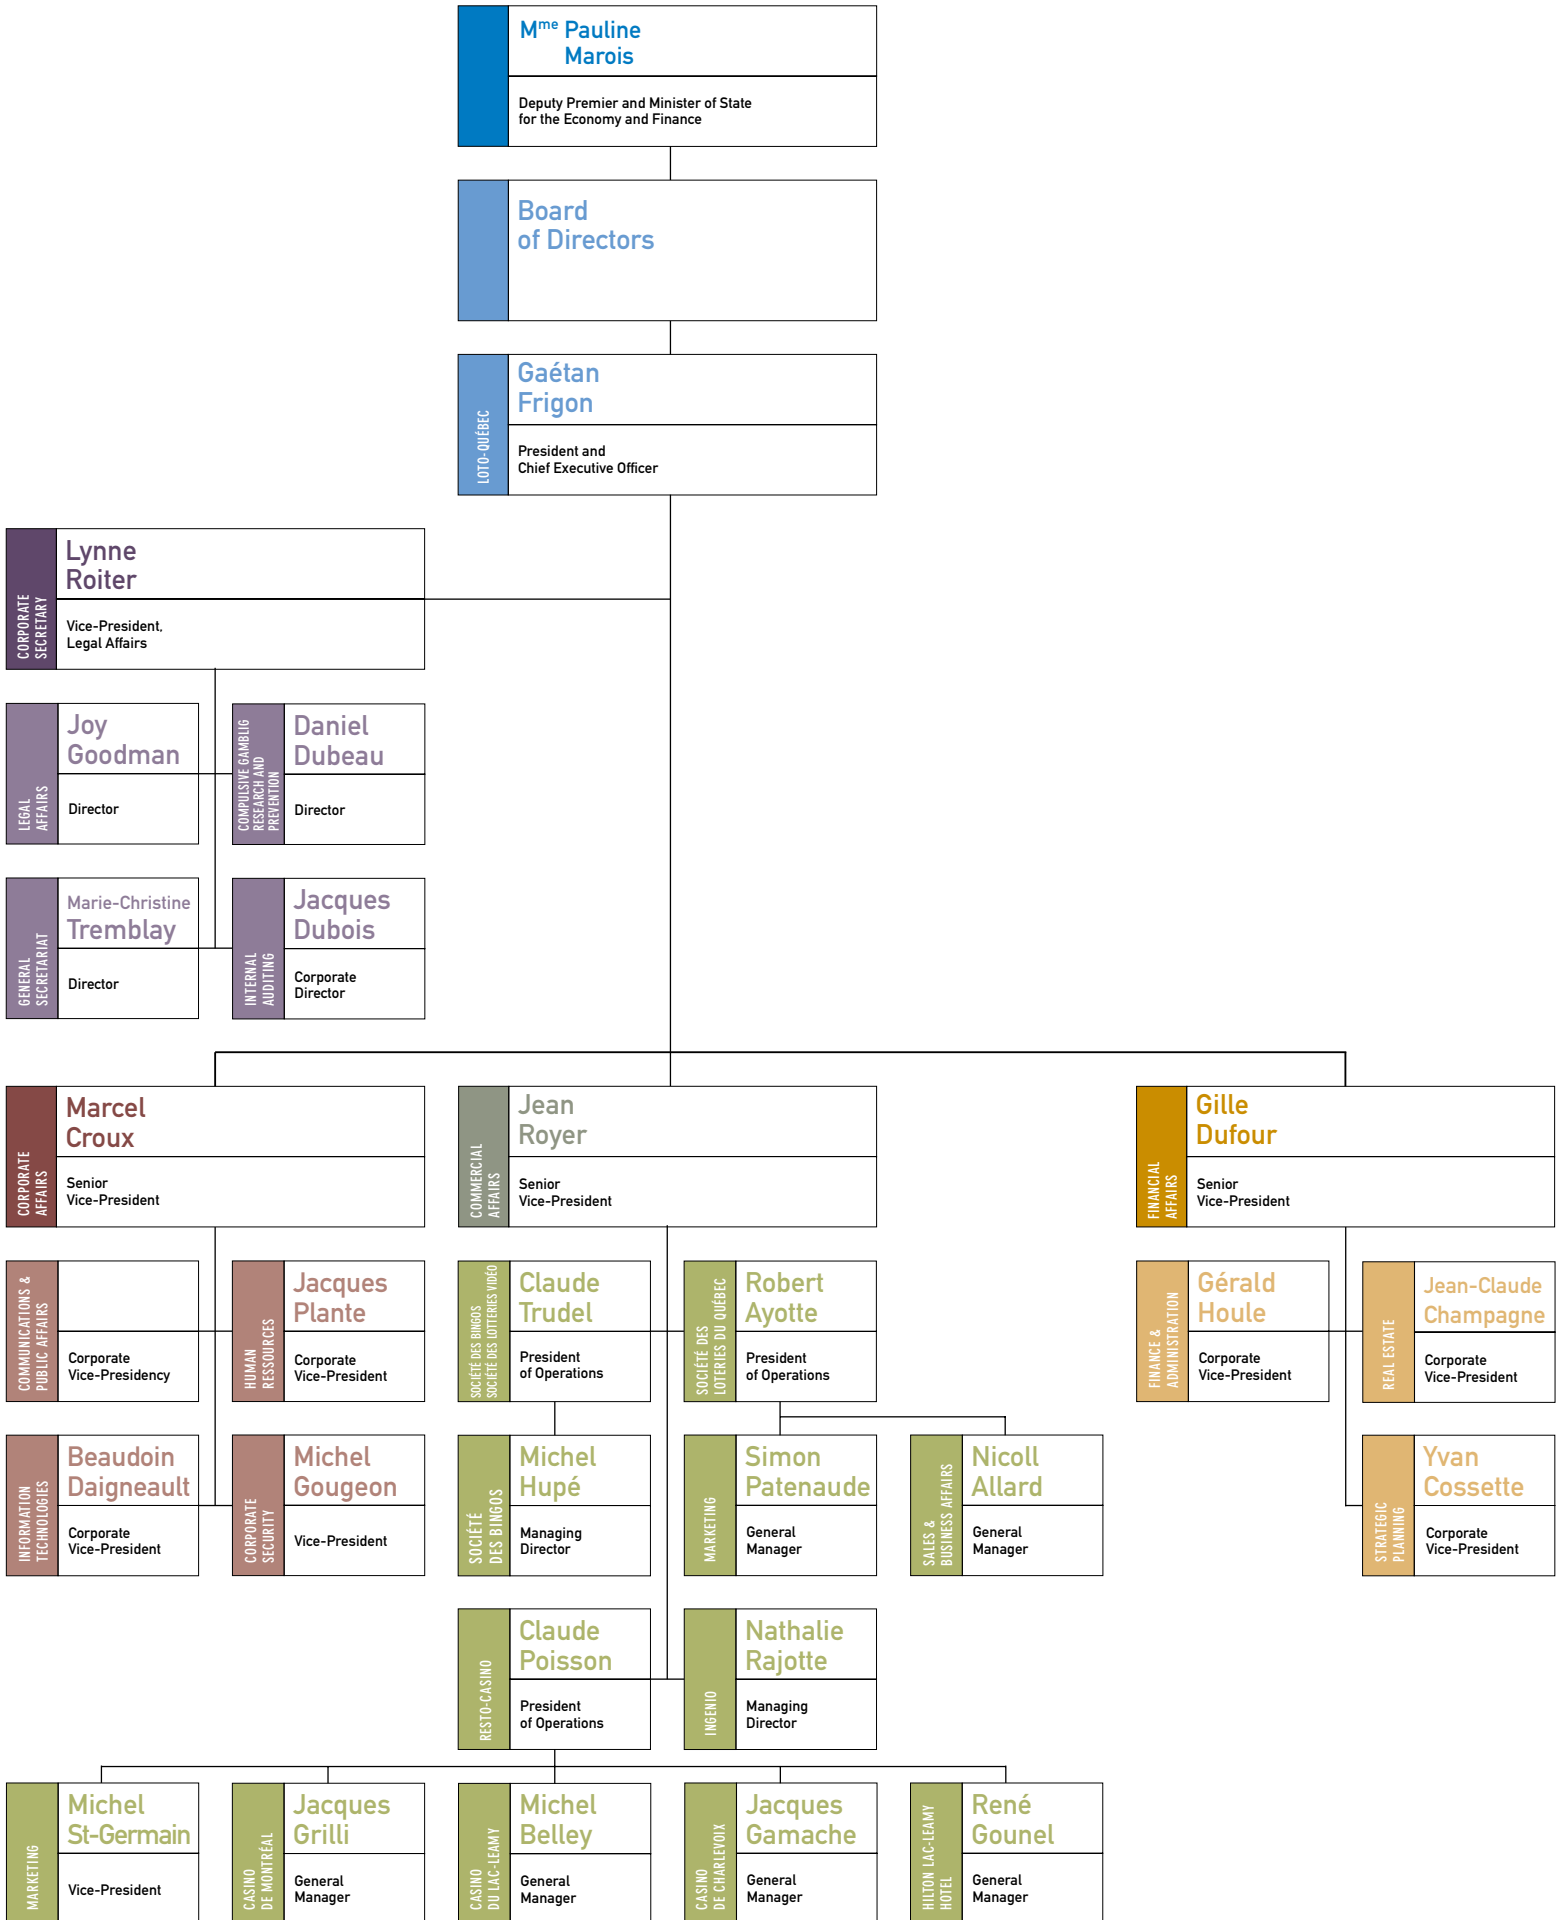 Mme Pauline
Marois
Deputy Premier and Minister of State
for the Economy and Finance
Board
of Directors
LOTO-QUÉBEC
Gaétan
Frigon
President and
Chief Executive Officer
CORPORATE
SECRETARY
Lynne
Roiter
Vice-President,
Legal Affairs
LEGAL
AFFAIRS
Joy
Goodman
Director
COMPULSIVE GAMBLIG
RESEARCH AND
PREVENTION
Daniel
Dubeau
Director
GENERAL
SECRETARIAT
Marie-Christine
Tremblay
Director
INTERNAL
AUDITING
Jacques
Dubois
Corporate
Director
CORPORATE
AFFAIRS
Marcel
Croux
Senior
Vice-President
COMMERCIAL
AFFAIRS
Jean
Royer
Senior
Vice-President
FINANCIAL
AFFAIRS
Gille
Dufour
Senior
Vice-President
COMMUNICATIONS &
PUBLIC AFFAIRS
Corporate
Vice-Presidency
HUMAN
RESSOURCES
Jacques
Plante
Corporate
Vice-President
SOCIÉTÉ DES BINGOS
SOCIÉTÉ DES LOTTERIES VIDÉO
Claude
Trudel
President
of Operations
SOCIÉTÉ DES
LOTERIES DU QUÉBEC
Robert
Ayotte
President
of Operations
FINANCE &
ADMINISTRATION
Gérald
Houle
Corporate
Vice-President
REAL ESTATE
Jean-Claude
Champagne
Corporate
Vice-President
INFORMATION
TECHNOLOGIES
Beaudoin
Daigneault
Corporate
Vice-President
CORPORATE
SECURITY
Michel
Gougeon
Vice-President
SOCIÉTÉ
DES BINGOS
Michel
Hupé
Managing
Director
MARKETING
Simon
Patenaude
General
Manager
SALES &
BUSINESS AFFAIRS
Nicoll
Allard
General
Manager
STRATEGIC
PLANNING
Yvan
Cossette
Corporate
Vice-President
RESTO-CASINO
Claude
Poisson
President
of Operations
INGENIO
Nathalie
Rajotte
Managing
Director
MARKETING
Michel
St-Germain
Vice-President
CASINO
DE MONTRÉAL
Jacques
Grilli
General
Manager
CASINO
DU LAC-LEAMY
Michel
Belley
General
Manager
CASINO
DE CHARLEVOIX
Jacques
Gamache
General
Manager
HILTON LAC-LEAMY
HOTEL
René
Gounel
General
Manager